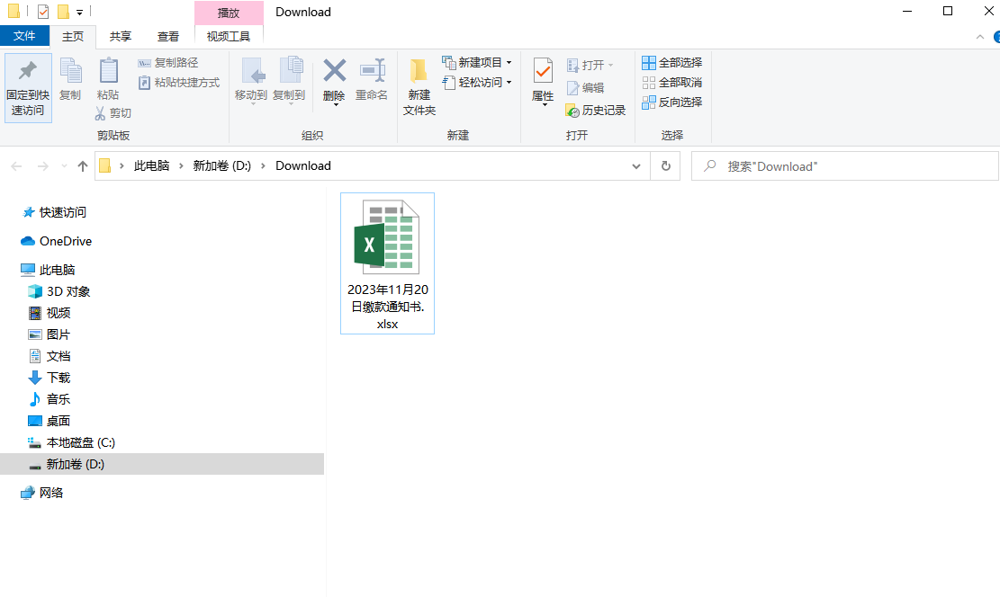 播放
Download
文件
主页
共享
查看
视频工具
固定到快
速访问
复制
粘贴
复制路径
粘贴快捷方式
剪切
剪贴板
移动到
复制到
删除
重命名
组织
新建
文件夹
新建项目
轻松访问
新建
属性
打开
编辑
历史记录
打开
全部选择
全部取消
反向选择
选择
此电脑 新加卷 (D:) Download
搜索"Download"
快速访问
OneDrive
此电脑
3D 对象
视频
图片
文档
下载
音乐
桌面
本地磁盘 (C:)
新加卷 (D:)
网络
X
2023年11月20
日缴款通知书.
xlsx